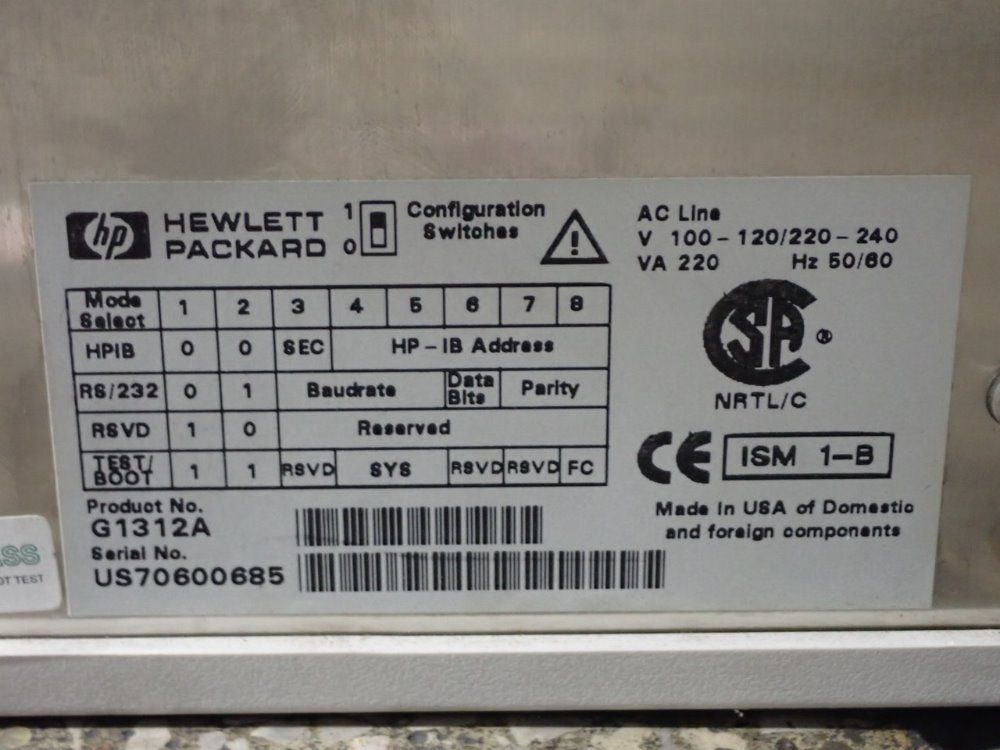 hp HEWLETT PACKARD
1
0
Configuration
Switches
AC Line
V 100-120/220-240
VA 220 Hz 50/60
Mode Select 1 2 3 4 5 6 7 8
HPIB 0 0 SEC HP-IB Address
RS/232 0 1 Baudrate Data Bits Parity
RSVD 1 0 Reserved
TEST/BOOT 1 1 RSVD SYS RSVD RSVD FC
CSA ®
NRTL/C
CE ISM 1-B
Product No.
G1312A
Serial No.
US70600685
Made in USA of Domestic
and foreign components
TEST